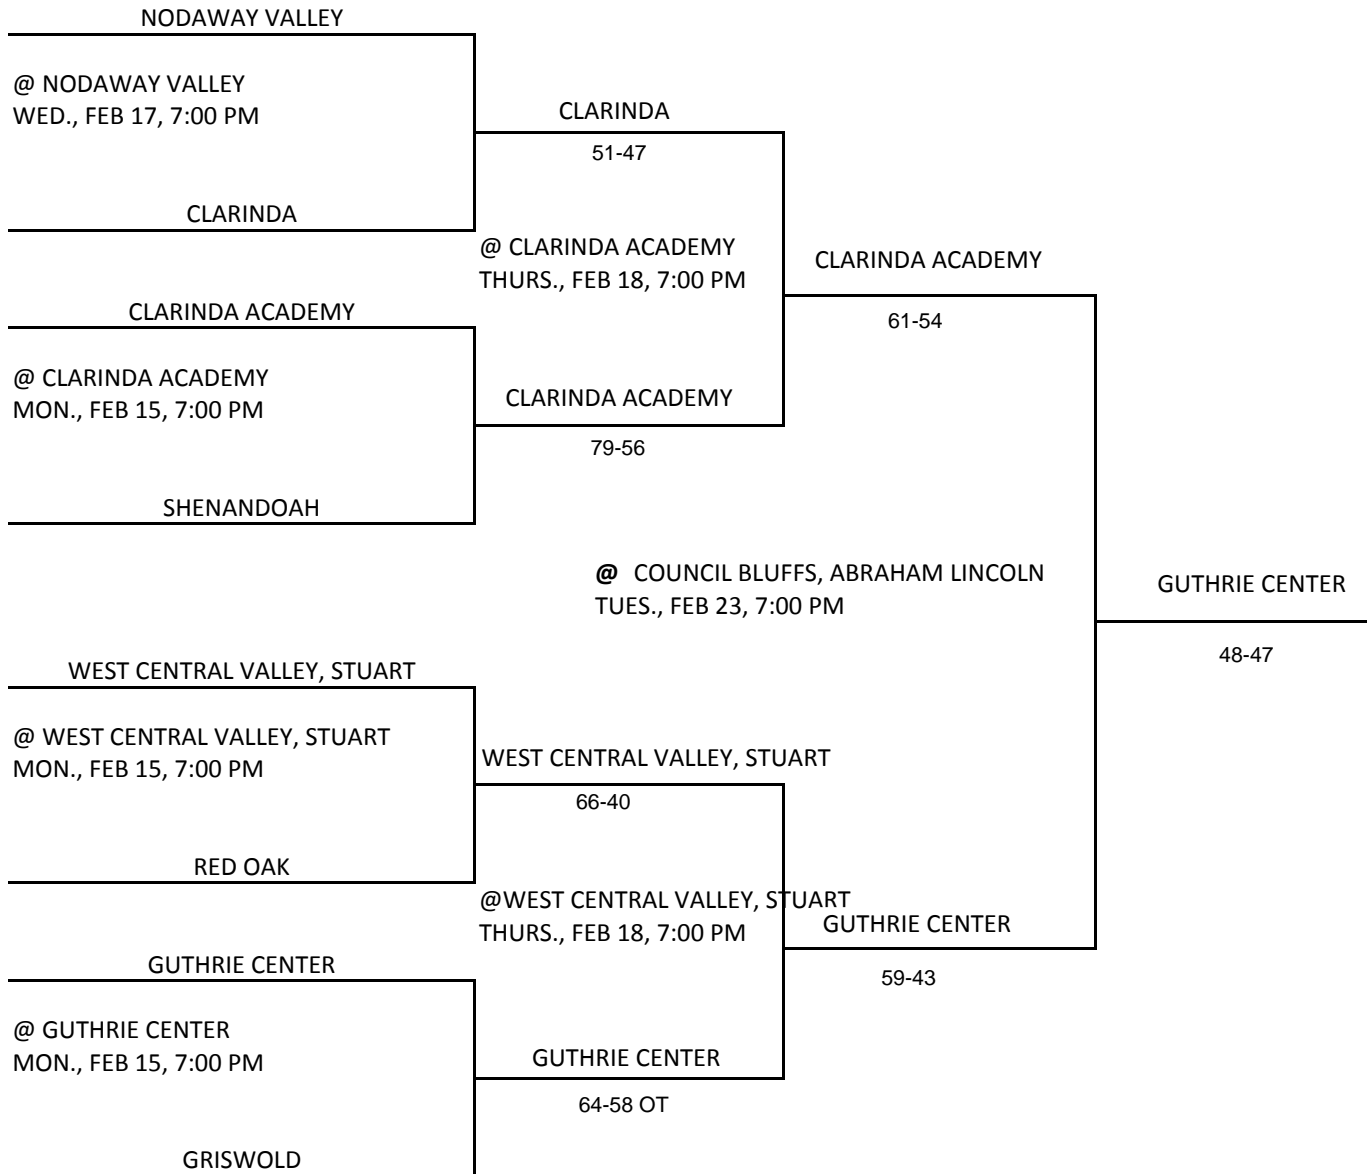 NODAWAY VALLEY
@ NODAWAY VALLEY
WED., FEB 17, 7:00 PM
CLARINDA
51-47
CLARINDA
@ CLARINDA ACADEMY
THURS., FEB 18, 7:00 PM
CLARINDA ACADEMY
61-54
CLARINDA ACADEMY
@ CLARINDA ACADEMY
MON., FEB 15, 7:00 PM
CLARINDA ACADEMY
79-56
SHENANDOAH
@ COUNCIL BLUFFS, ABRAHAM LINCOLN
TUES., FEB 23, 7:00 PM
GUTHRIE CENTER
48-47
WEST CENTRAL VALLEY, STUART
@ WEST CENTRAL VALLEY, STUART
MON., FEB 15, 7:00 PM
WEST CENTRAL VALLEY, STUART
66-40
RED OAK
@WEST CENTRAL VALLEY, STUART
THURS., FEB 18, 7:00 PM
GUTHRIE CENTER
59-43
GUTHRIE CENTER
@ GUTHRIE CENTER
MON., FEB 15, 7:00 PM
GUTHRIE CENTER
64-58 OT
GRISWOLD